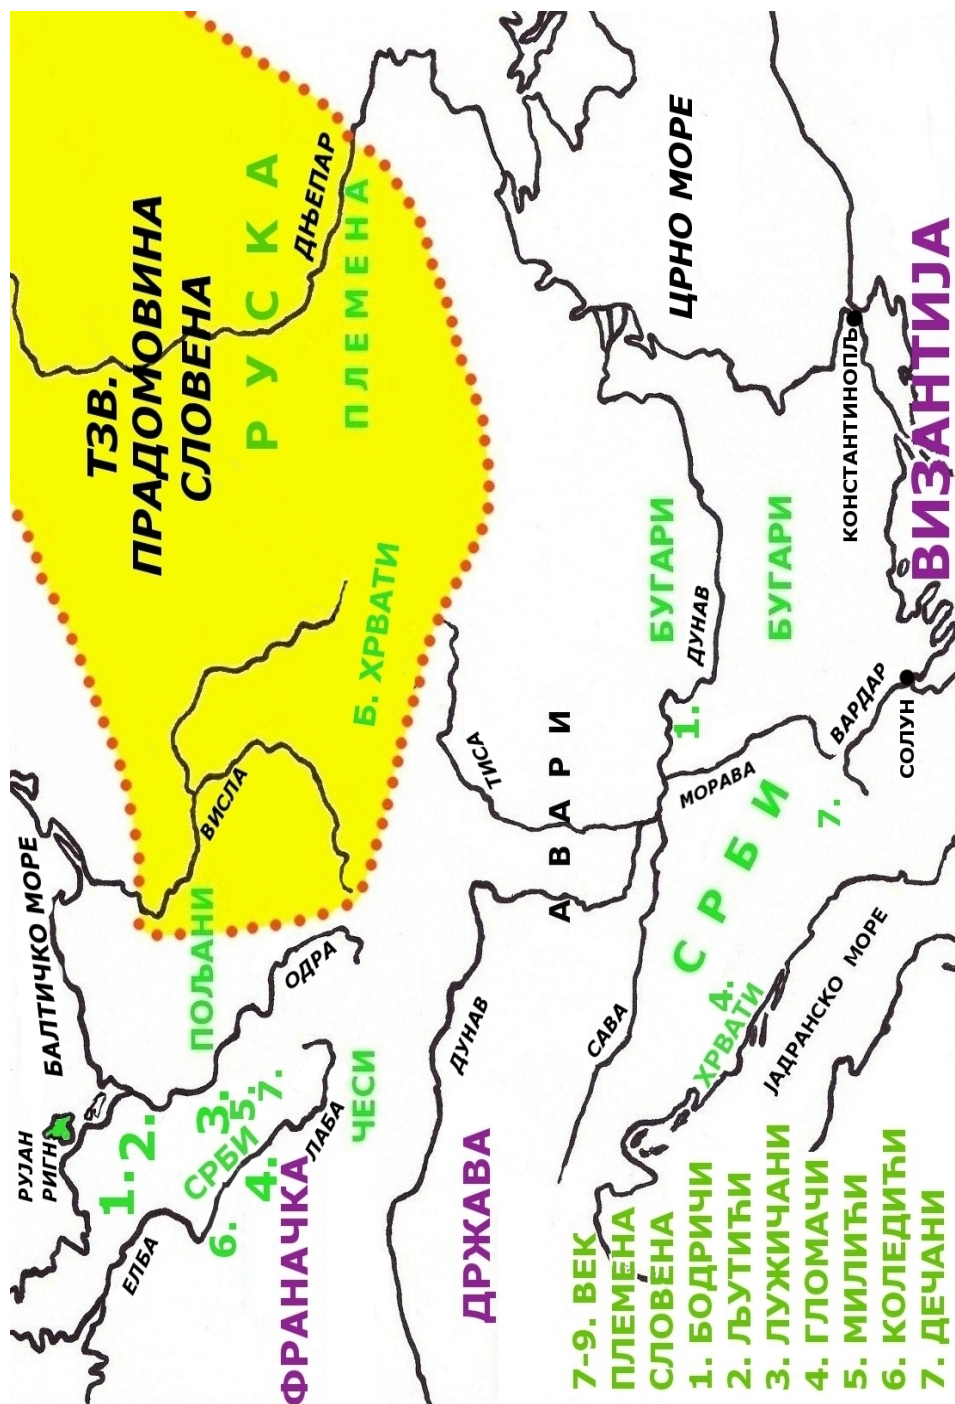 БАЛТИЧКО МОРЕ
РУЈАН
РИГН
ТЗВ.
ПРАДОМОВИНА
СЛОВЕНА
РУСКА
ПЛЕМЕНА
ДЊЕПАР
ПОЉАНИ
ВИСЛА
Б. ХРВАТИ
ОДРА
1.
2.
3.
СРБИ
5.
4.
7.
6.
ЕЛБА
ЛАБА
ЧЕСИ
ФРАНАЧКА
ДРЖАВА
ДУНАВ
ТИСА
АВАРИ
САВА
ЦРНО МОРЕ
БУГАРИ
ДУНАВ
БУГАРИ
1.
МОРАВА
СРБИ
4.
ХРВАТИ
7.
ВАРДАР
ЈАДРАНСКО МОРЕ
СОЛУН
КОНСТАНТИНОПЉ
ВИЗАНТИЈА
7-9. ВЕК
ПЛЕМЕНА
СЛОВЕНА
1. БОДРИЧИ
2. ЉУТИЋИ
3. ЛУЖИЧАНИ
4. ГЛОМАЧИ
5. МИЛИЋИ
6. КОЛЕДИЋИ
7. ДЕЧАНИ